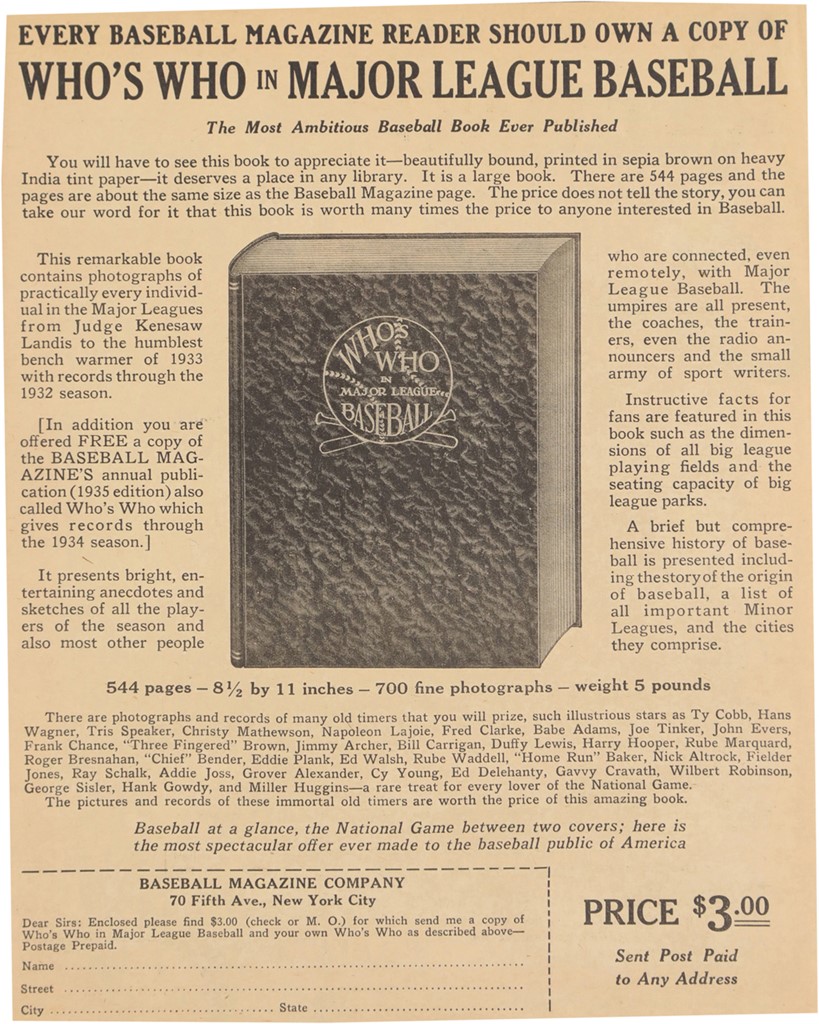 EVERY BASEBALL MAGAZINE READER SHOULD OWN A COPY OF
WHO'S WHO IN MAJOR LEAGUE BASEBALL
The Most Ambitious Baseball Book Ever Published
You will have to see this book to appreciate it—beautifully bound, printed in sepia brown on heavy
India tint paper—it deserves a place in any library. It is a large book. There are 544 pages and the
pages are about the same size as the Baseball Magazine page. The price does not tell the story, you can
take our word for it that this book is worth many times the price to anyone interested in Baseball.
This remarkable book
contains photographs of
practically every individ-
ual in the Major Leagues
from Judge Kenesaw
Landis to the humblest
bench warmer of 1933
with records through the
1932 season.
[In addition you are
offered FREE a copy of
the BASEBALL MAG-
AZINE'S annual publi-
cation (1935 edition) also
called Who's Who which
gives records through
the 1934 season.]
It presents bright, en-
tertaining anecdotes and
sketches of all the play-
ers of the season and
also most other people
WHO'S
WHO
IN
MAJOR LEAGUE
BASEBALL
who are connected, even
remotely, with Major
League Baseball. The
umpires are all present,
the coaches, the train-
ers, even the radio an-
nouncers and the small
army of sport writers.
Instructive facts for
fans are featured in this
book such as the dimen-
sions of all big league
playing fields and the
seating capacity of big
league parks.
A brief but compre-
hensive history of base-
ball is presented includ-
ing the story of the origin
of baseball, a list of
all important Minor
Leagues, and the cities
they comprise.
544 pages – 8½ by 11 inches – 700 fine photographs – weight 5 pounds
There are photographs and records of many old timers that you will prize, such illustrious stars as Ty Cobb, Hans
Wagner, Tris Speaker, Christy Mathewson, Napoleon Lajoie, Fred Clarke, Babe Adams, Joe Tinker, John Evers,
Frank Chance, "Three Fingered" Brown, Jimmy Archer, Bill Carrigan, Duffy Lewis, Harry Hooper, Rube Marquard,
Roger Bresnahan, "Chief" Bender, Eddie Plank, Ed Walsh, Rube Waddell, "Home Run" Baker, Nick Altrock, Fielder
Jones, Ray Schalk, Addie Joss, Grover Alexander, Cy Young, Ed Delehanty, Gavvy Cravath, Wilbert Robinson,
George Sisler, Hank Gowdy, and Miller Huggins—a rare treat for every lover of the National Game.
The pictures and records of these immortal old timers are worth the price of this amazing book.
Baseball at a glance, the National Game between two covers; here is
the most spectacular offer ever made to the baseball public of America
BASEBALL MAGAZINE COMPANY
70 Fifth Ave., New York City
Dear Sirs: Enclosed please find $3.00 (check or M. O.) for which send me a copy of
Who's Who in Major League Baseball and your own Who's Who as described above—
Postage Prepaid.
Name
Street
City State
PRICE $3.00
Sent Post Paid
to Any Address